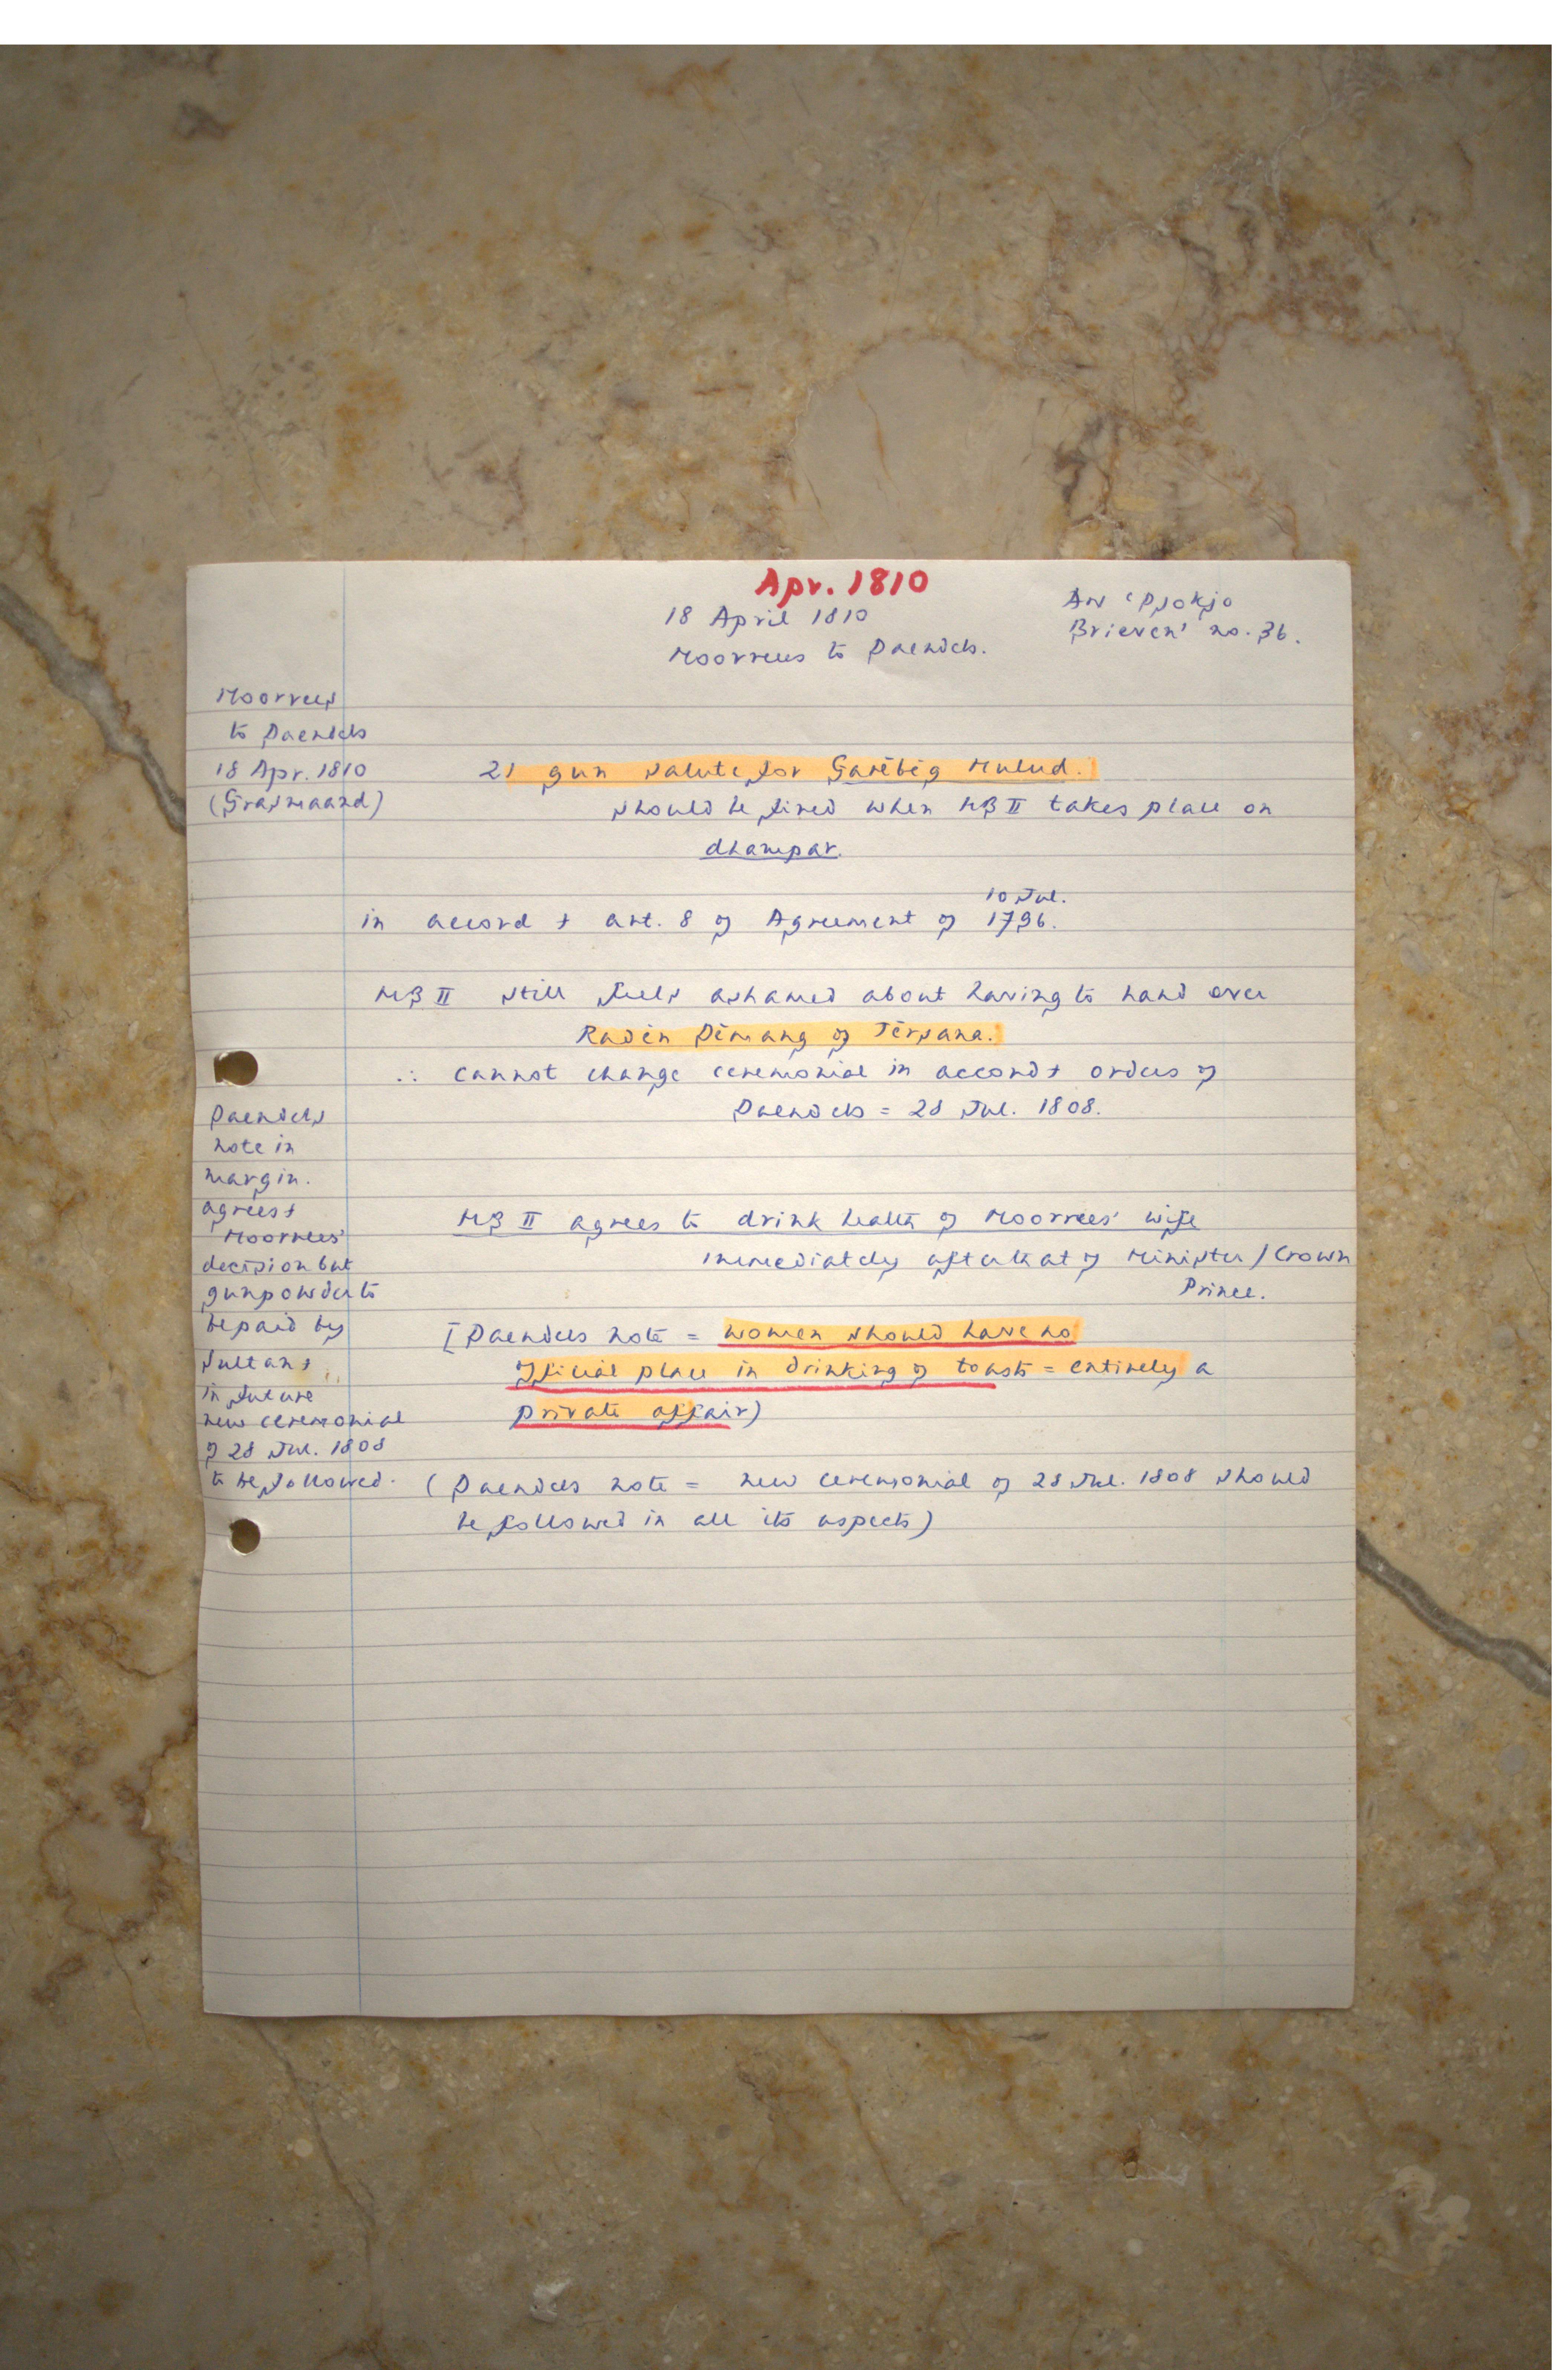 Apr. 1810
18 April 1810
Moorrees to Daendels.
AN 'Djokjo
Brieven' no. 36.
Moorrees
to Daendels
18 Apr. 1810
(Grasmaand)
21 gun salute for Garĕbĕg Mulud.
should be fired when HB II takes place on
dhampar.
10 Jul.
in accord + art. 8 of Agreement of 1796.
HB II still feels ashamed about having to hand over
Radèn Dĕmang of Tĕrsana.
∴ cannot change ceremonial in accord + orders of
Daendels = 28 Jul. 1808.
Daendels
note in
margin.
agrees +
Moorrees'
decision but
gunpowder to
be paid by
Sultan +
in future
new ceremonial
of 28 Jul. 1808
to be followed.
HB II agrees to drink health of Moorrees' wife
immediately after that of Minister / Crown
Prince.
[Daendels note = women should have no
official place in drinking of toasts = entirely a
private affair)
(Daendels note = new ceremonial of 28 Jul. 1808 should
be followed in all its aspects)